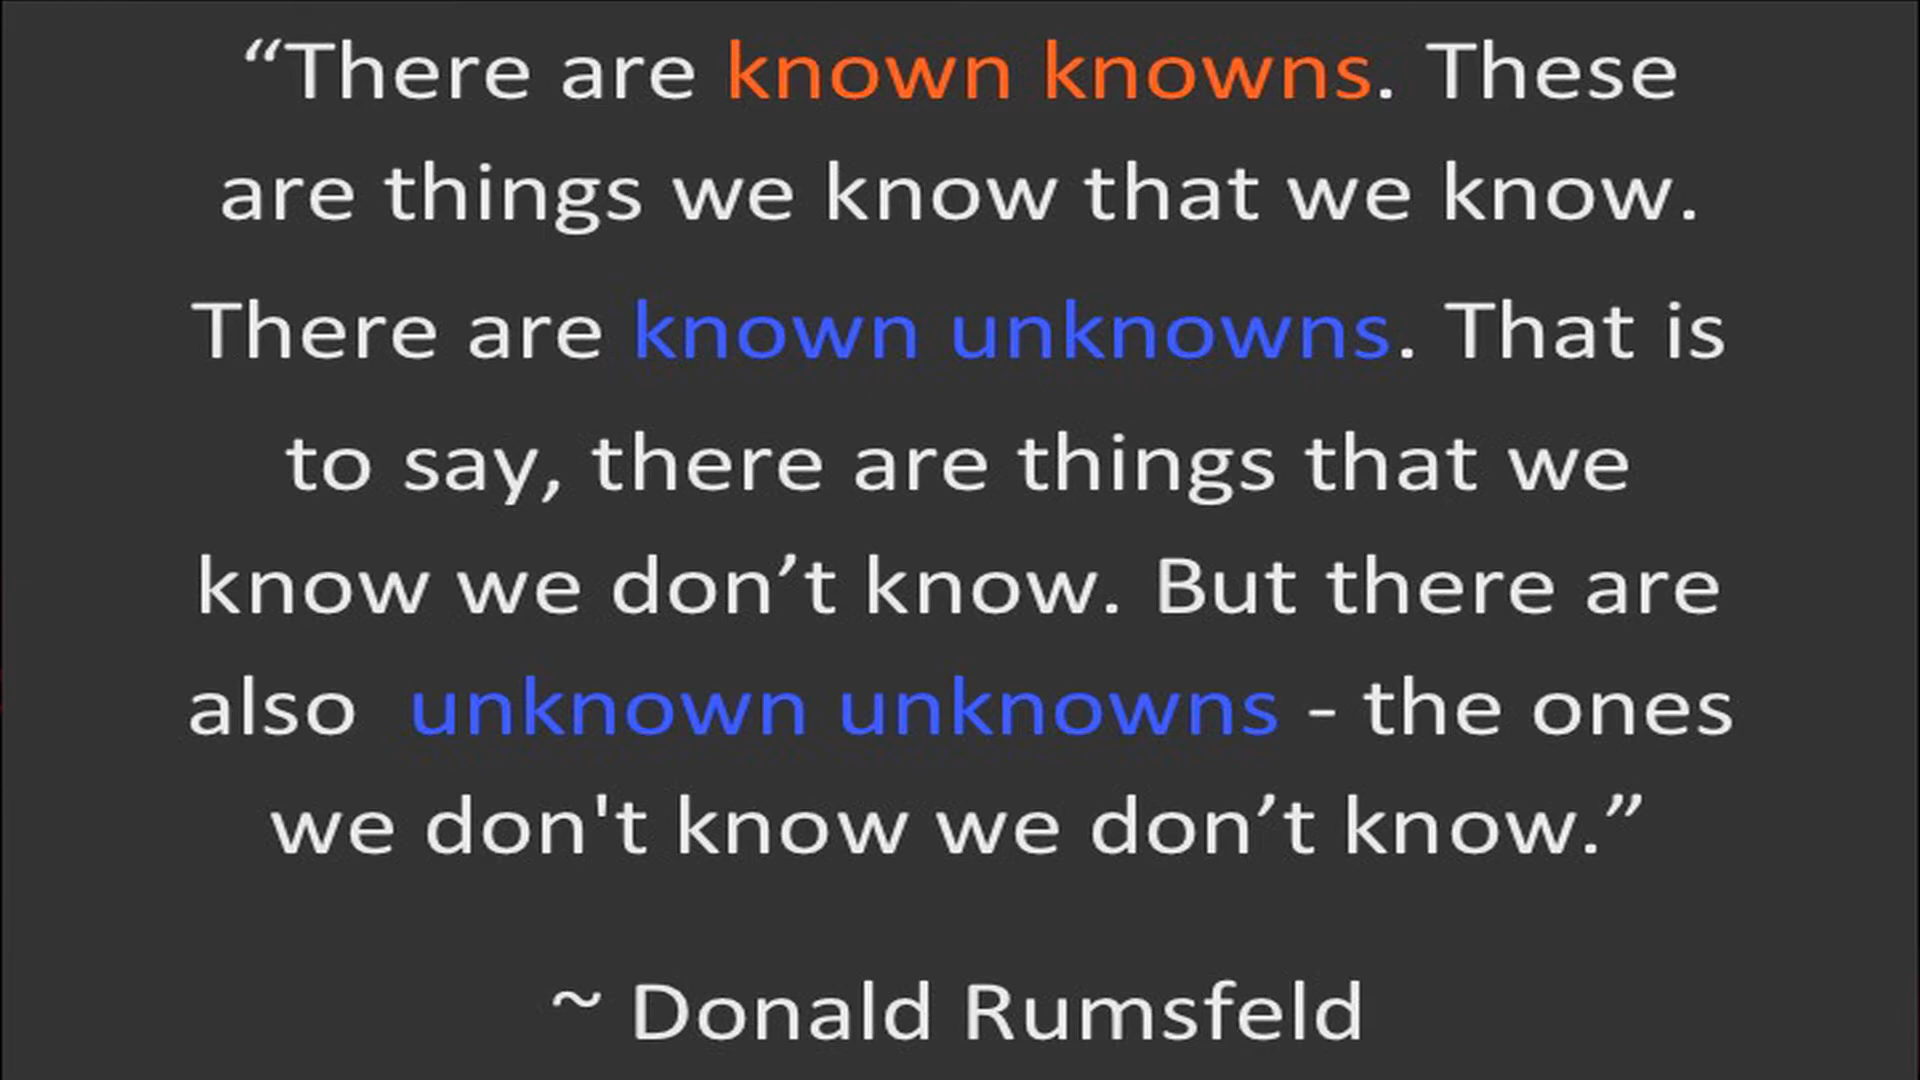 “There are known knowns. These
are things we know that we know.
There are known unknowns. That is
to say, there are things that we
know we don’t know. But there are
also  unknown unknowns - the ones
we don't know we don’t know.”
~ Donald Rumsfeld